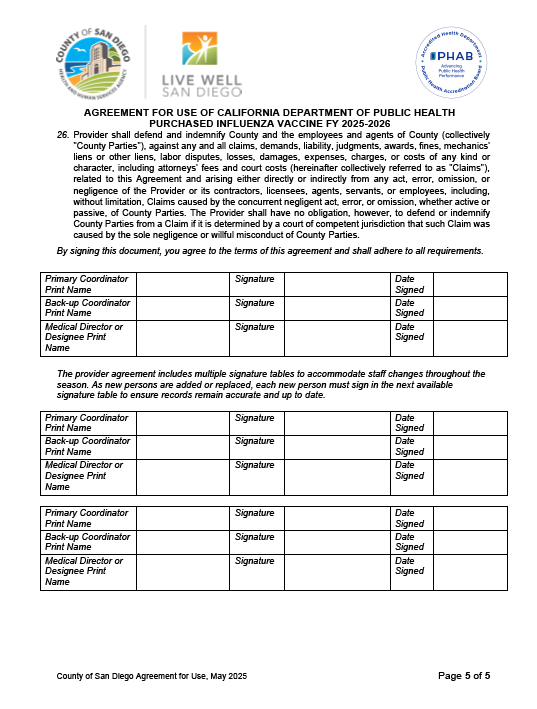 COUNTY OF SAN DIEGO
HEALTH AND HUMAN SERVICES AGENCY
LIVE WELL
SAN DIEGO
Accredited Health Department
PHAB
Advancing
Public Health
Performance
Public Health Accreditation Board
AGREEMENT FOR USE OF CALIFORNIA DEPARTMENT OF PUBLIC HEALTH
PURCHASED INFLUENZA VACCINE FY 2025-2026
26. Provider shall defend and indemnify County and the employees and agents of County (collectively
"County Parties"), against any and all claims, demands, liability, judgments, awards, fines, mechanics'
liens or other liens, labor disputes, losses, damages, expenses, charges, or costs of any kind or
character, including attorneys' fees and court costs (hereinafter collectively referred to as "Claims"),
related to this Agreement and arising either directly or indirectly from any act, error, omission, or
negligence of the Provider or its contractors, licensees, agents, servants, or employees, including,
without limitation, Claims caused by the concurrent negligent act, error, or omission, whether active or
passive, of County Parties. The Provider shall have no obligation, however, to defend or indemnify
County Parties from a Claim if it is determined by a court of competent jurisdiction that such Claim was
caused by the sole negligence or willful misconduct of County Parties.
By signing this document, you agree to the terms of this agreement and shall adhere to all requirements.
Primary Coordinator Signature Date
Print Name Signed
Back-up Coordinator Signature Date
Print Name Signed
Medical Director or Signature Date
Designee Print Signed
Name
The provider agreement includes multiple signature tables to accommodate staff changes throughout the
season. As new persons are added or replaced, each new person must sign in the next available
signature table to ensure records remain accurate and up to date.
Primary Coordinator Signature Date
Print Name Signed
Back-up Coordinator Signature Date
Print Name Signed
Medical Director or Signature Date
Designee Print Signed
Name
Primary Coordinator Signature Date
Print Name Signed
Back-up Coordinator Signature Date
Print Name Signed
Medical Director or Signature Date
Designee Print Signed
Name
County of San Diego Agreement for Use, May 2025 Page 5 of 5